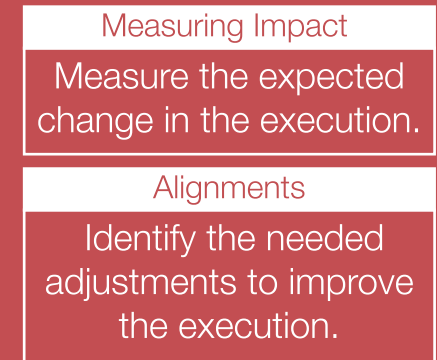 Measuring Impact
Measure the expected
change in the execution.
Alignments
Identify the needed
adjustments to improve
the execution.